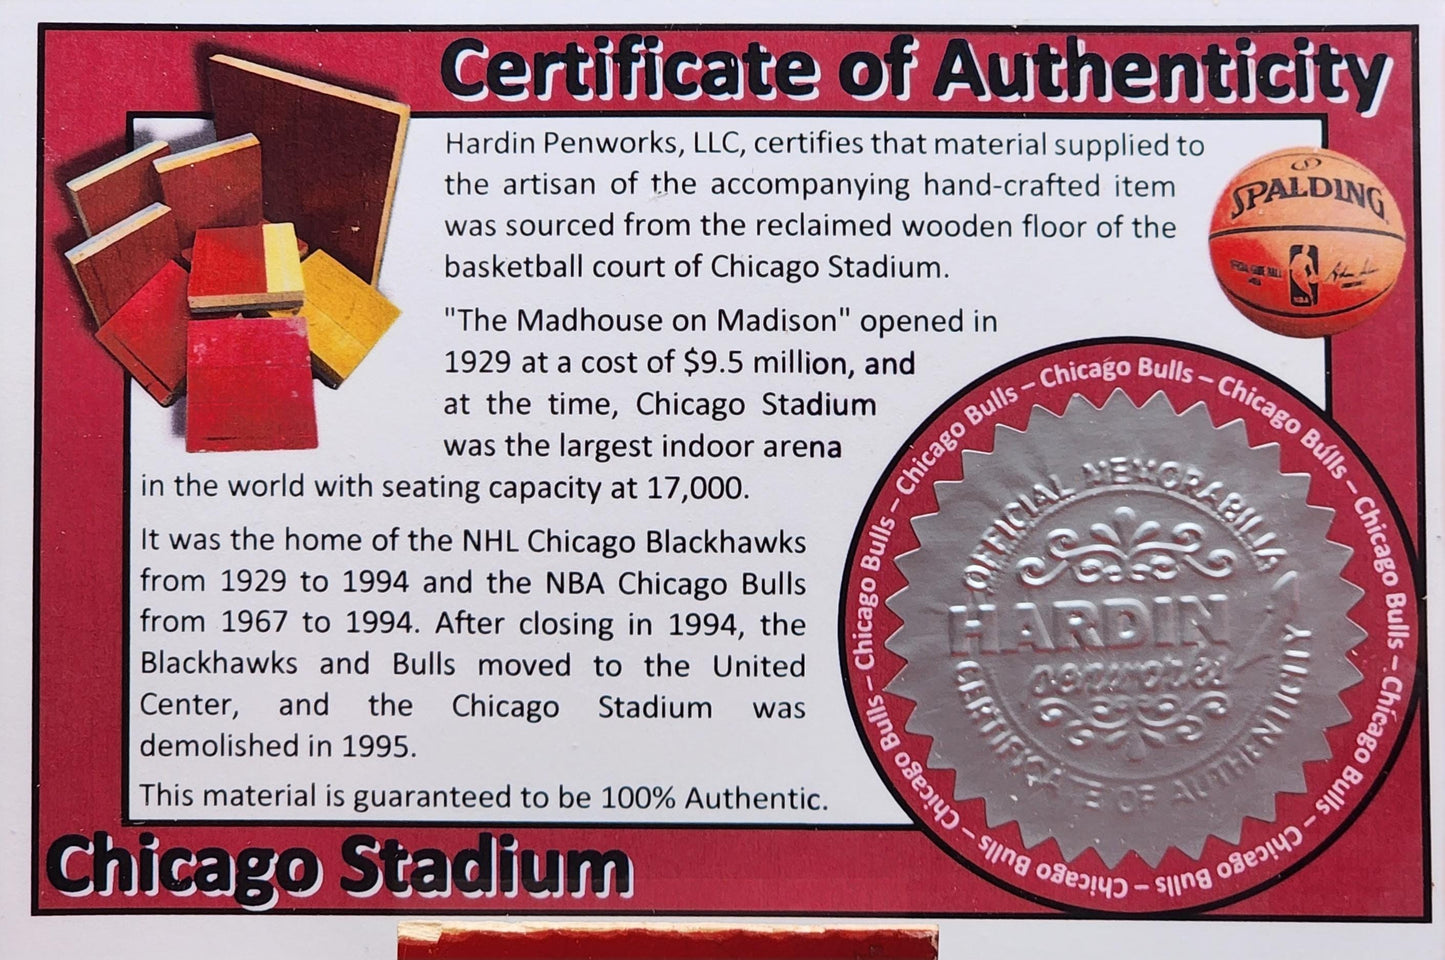 Certificate of Authenticity
Hardin Penworks, LLC, certifies that material supplied to
the artisan of the accompanying hand-crafted item
was sourced from the reclaimed wooden floor of the
basketball court of Chicago Stadium.
"The Madhouse on Madison" opened in
1929 at a cost of $9.5 million, and
at the time, Chicago Stadium
was the largest indoor arena
in the world with seating capacity at 17,000.
It was the home of the NHL Chicago Blackhawks
from 1929 to 1994 and the NBA Chicago Bulls
from 1967 to 1994. After closing in 1994, the
Blackhawks and Bulls moved to the United
Center, and the Chicago Stadium was
demolished in 1995.
This material is guaranteed to be 100% Authentic.
Chicago Stadium
SPALDING
NBA
Chicago Bulls – Chicago Bulls – Chicago Bulls – Chicago Bulls – Chicago Bulls – Chicago Bulls – Chicago Bulls – Chicago Bulls – Chicago Bulls – Chicago Bulls –
OFFICIAL MEMORABILIA
HARDIN
penworks
CERTIFICATE OF AUTHENTICITY